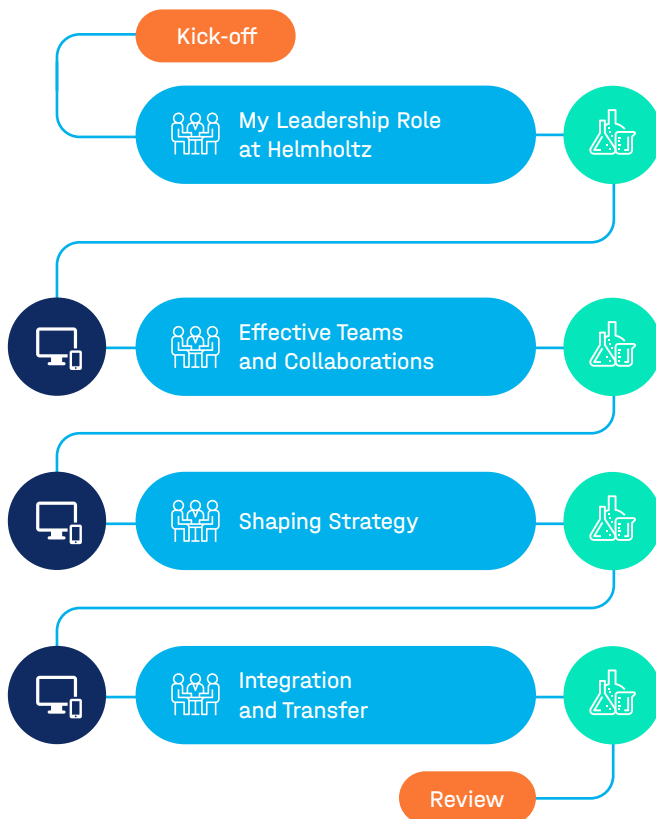 Kick-off
My Leadership Role
at Helmholtz
Effective Teams
and Collaborations
Shaping Strategy
Integration
and Transfer
Review